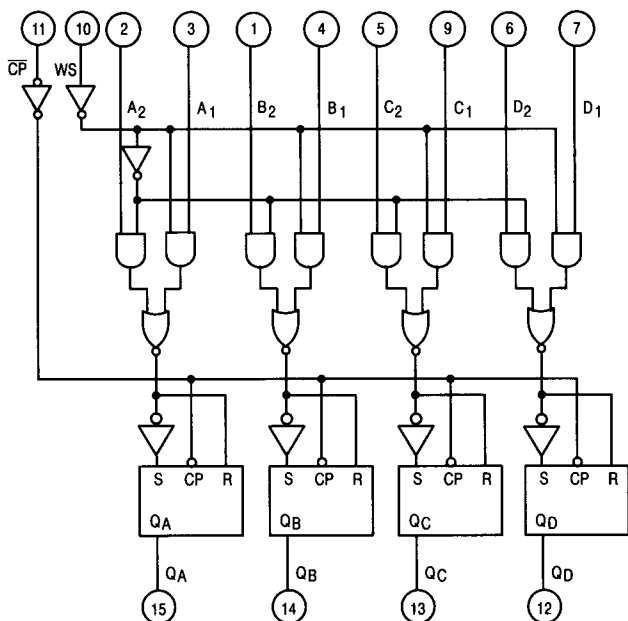 11 10 2 3 1 4 5 9 6 7
C̅P̅ WS
A2 A1 B2 B1 C2 C1 D2 D1
S CP R S CP R S CP R S CP R
QA QB QC QD
QA QB QC QD
15 14 13 12